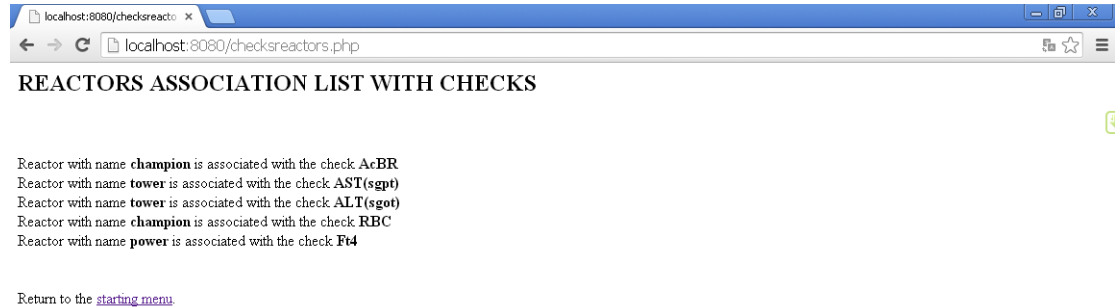 localhost:8080/checksreacto
localhost:8080/checksreactors.php
REACTORS ASSOCIATION LIST WITH CHECKS
Reactor with name champion is associated with the check AcBR
Reactor with name tower is associated with the check AST(sgpt)
Reactor with name tower is associated with the check ALT(sgot)
Reactor with name champion is associated with the check RBC
Reactor with name power is associated with the check Ft4
Return to the starting menu.